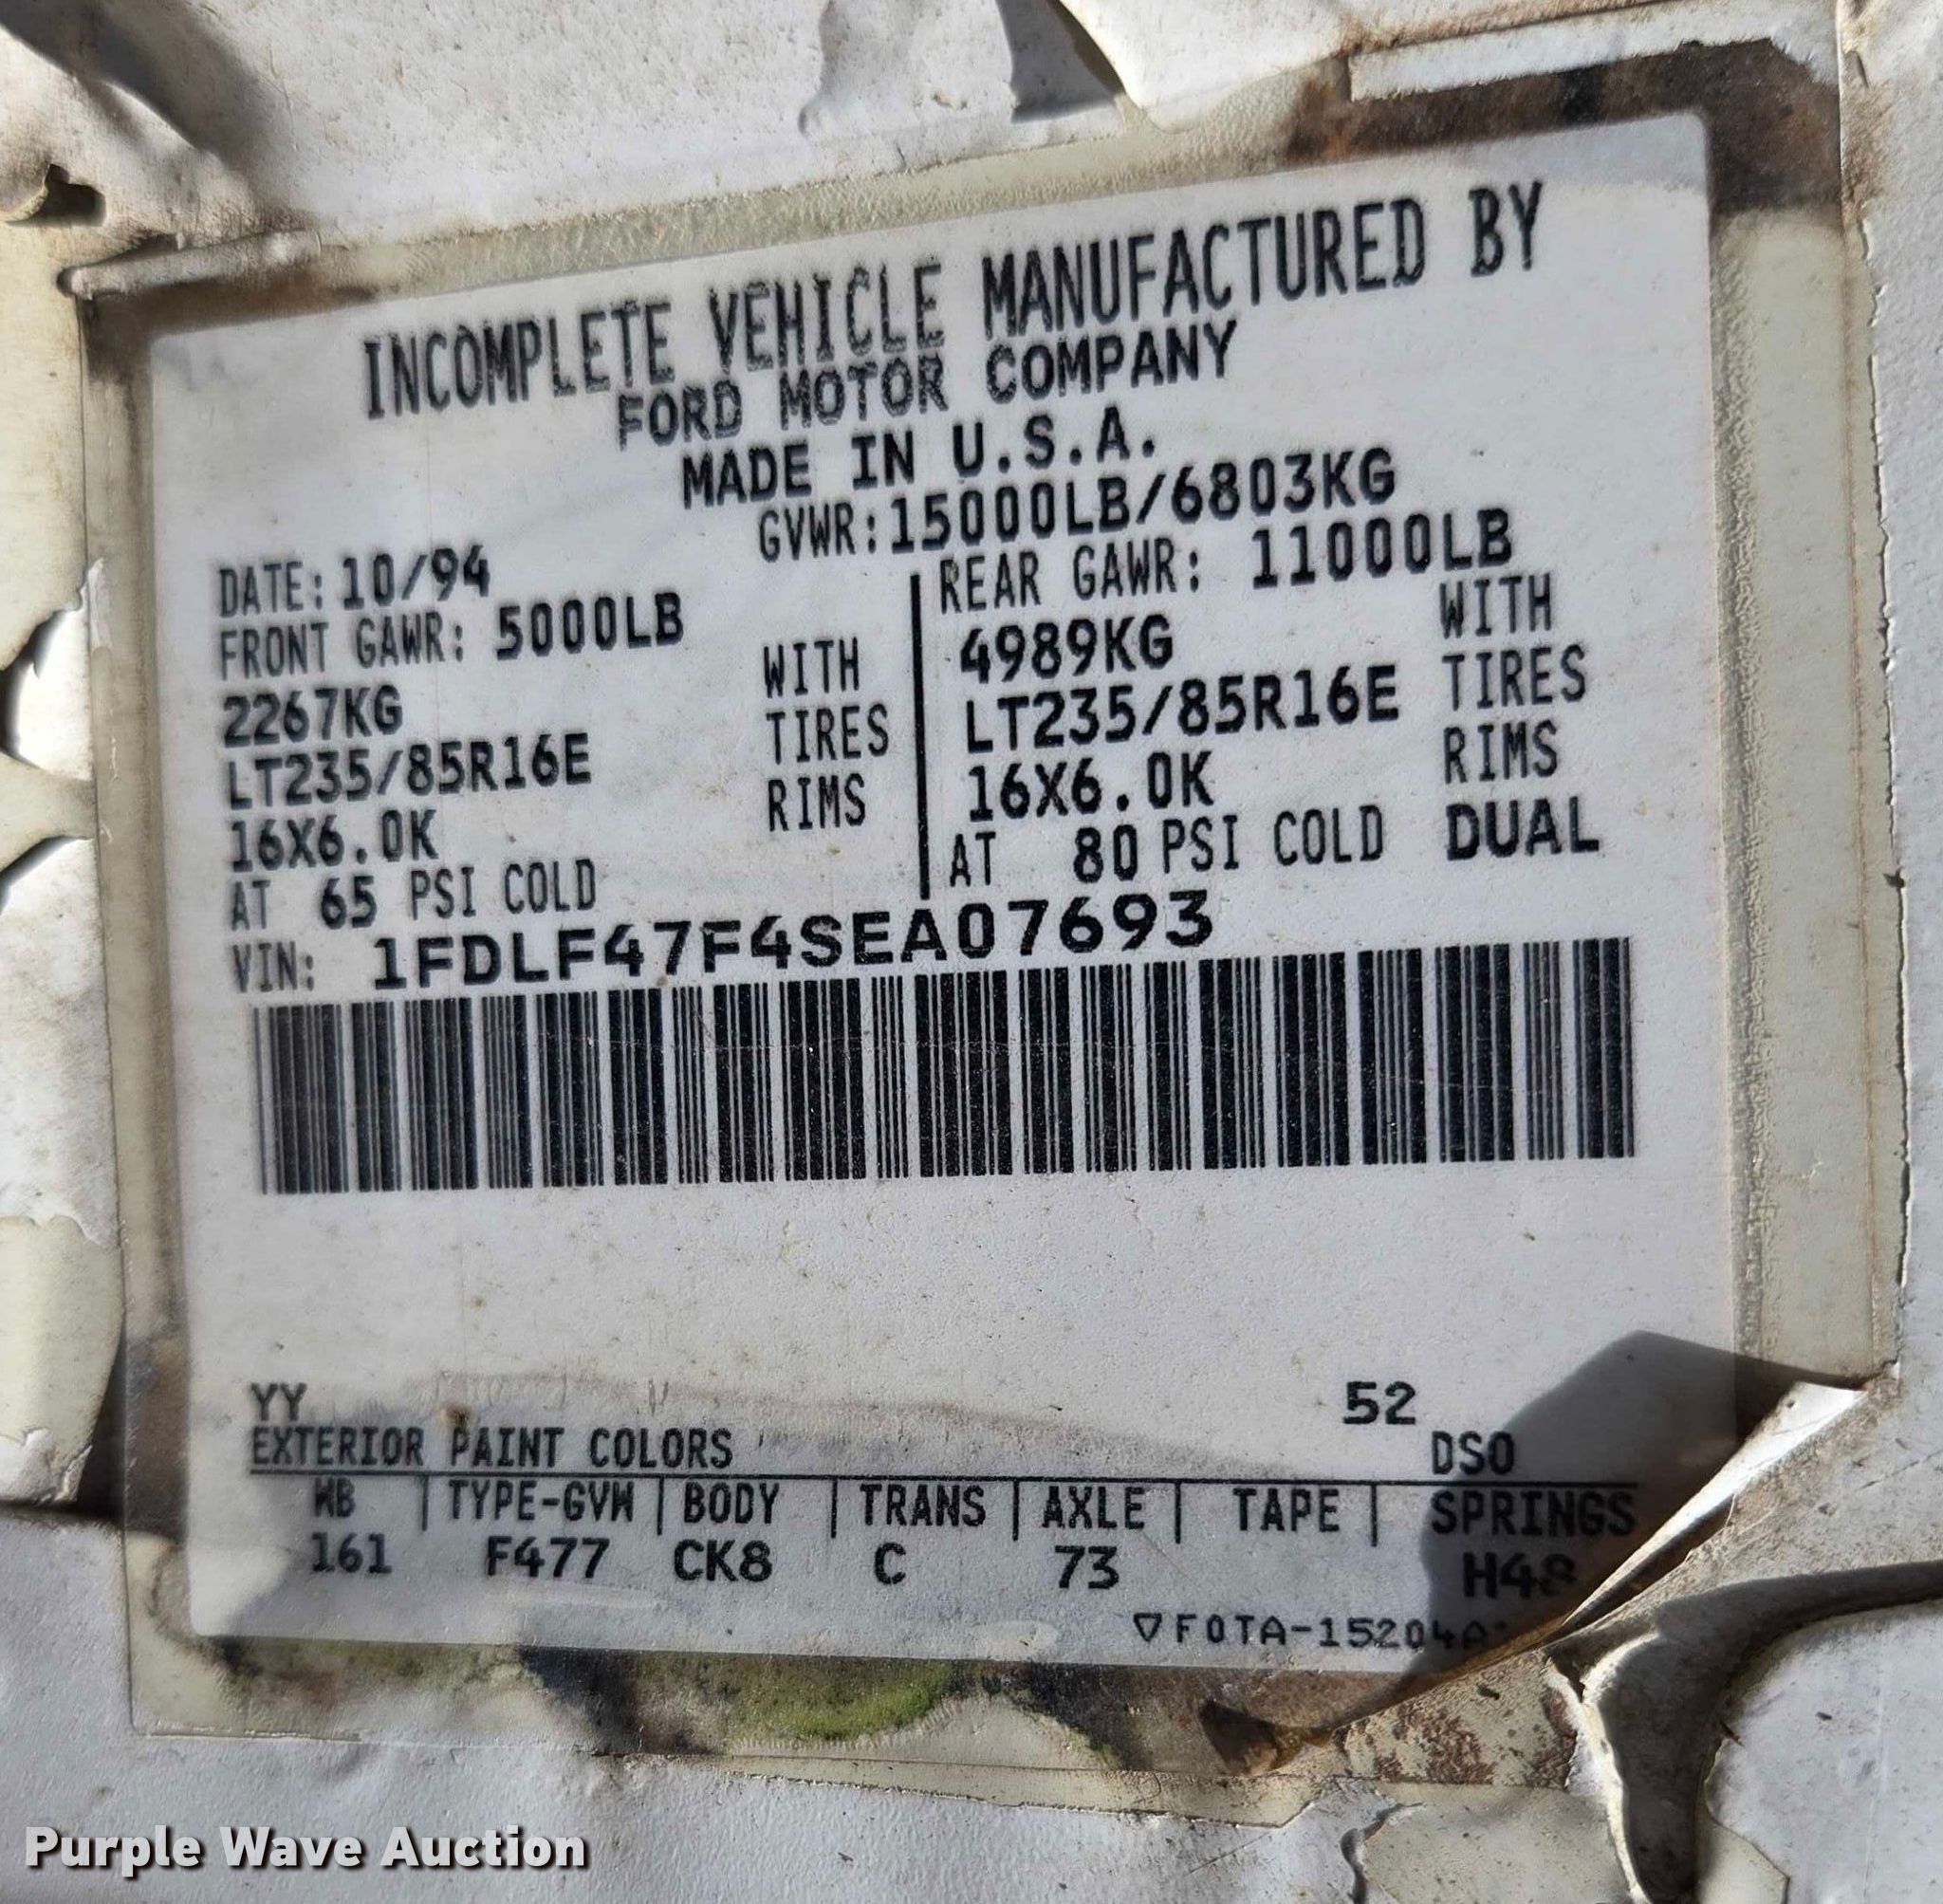 INCOMPLETE VEHICLE MANUFACTURED BY
FORD MOTOR COMPANY
MADE IN U.S.A.
DATE: 10/94 GVWR: 15000LB/6803KG
FRONT GAWR: 5000LB REAR GAWR: 11000LB
2267KG WITH 4989KG WITH
LT235/85R16E TIRES LT235/85R16E TIRES
16X6.0K RIMS 16X6.0K RIMS
AT 65 PSI COLD AT 80 PSI COLD DUAL
VIN: 1FDLF47F4SEA07693
YY 52
EXTERIOR PAINT COLORS DSO
WB | TYPE-GVW | BODY | TRANS | AXLE | TAPE | SPRINGS
161 F477 CK8 C 73 H48
▽F0TA-15204A
Purple Wave Auction